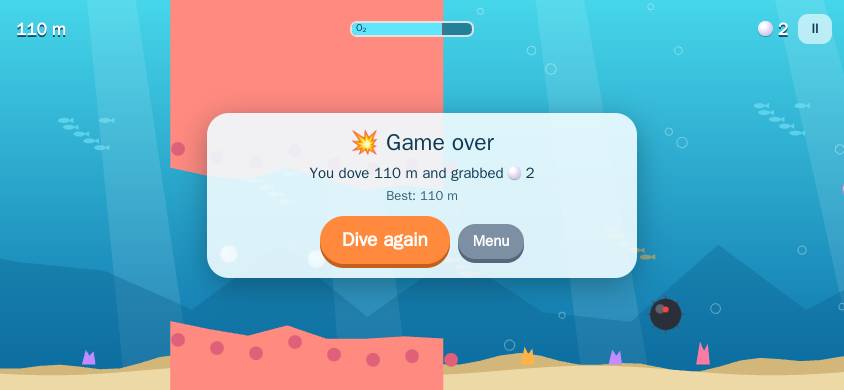 110 m
O₂
2
💥 Game over
You dove 110 m and grabbed 2
Best: 110 m
Dive again
Menu